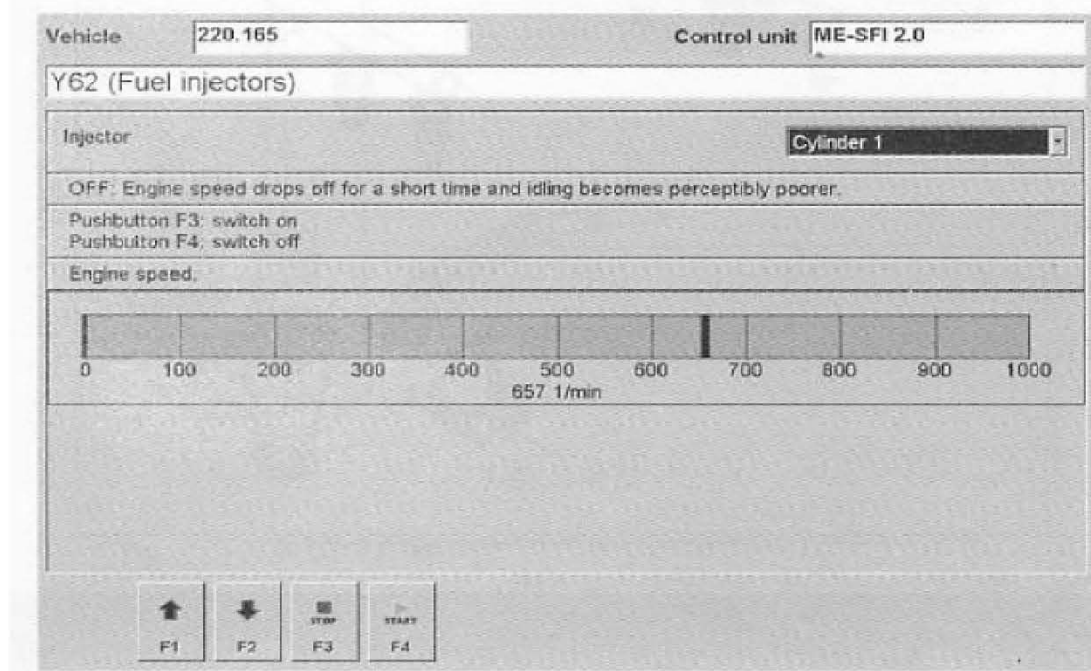 Vehicle 220.165 Control unit ME-SFI 2.0
Y62 (Fuel injectors)
Injector Cylinder 1
OFF: Engine speed drops off for a short time and idling becomes perceptibly poorer.
Pushbutton F3: switch on
Pushbutton F4: switch off
Engine speed.
0 100 200 300 400 500 600 700 800 900 1000
657 1/min
STOP START
F1 F2 F3 F4